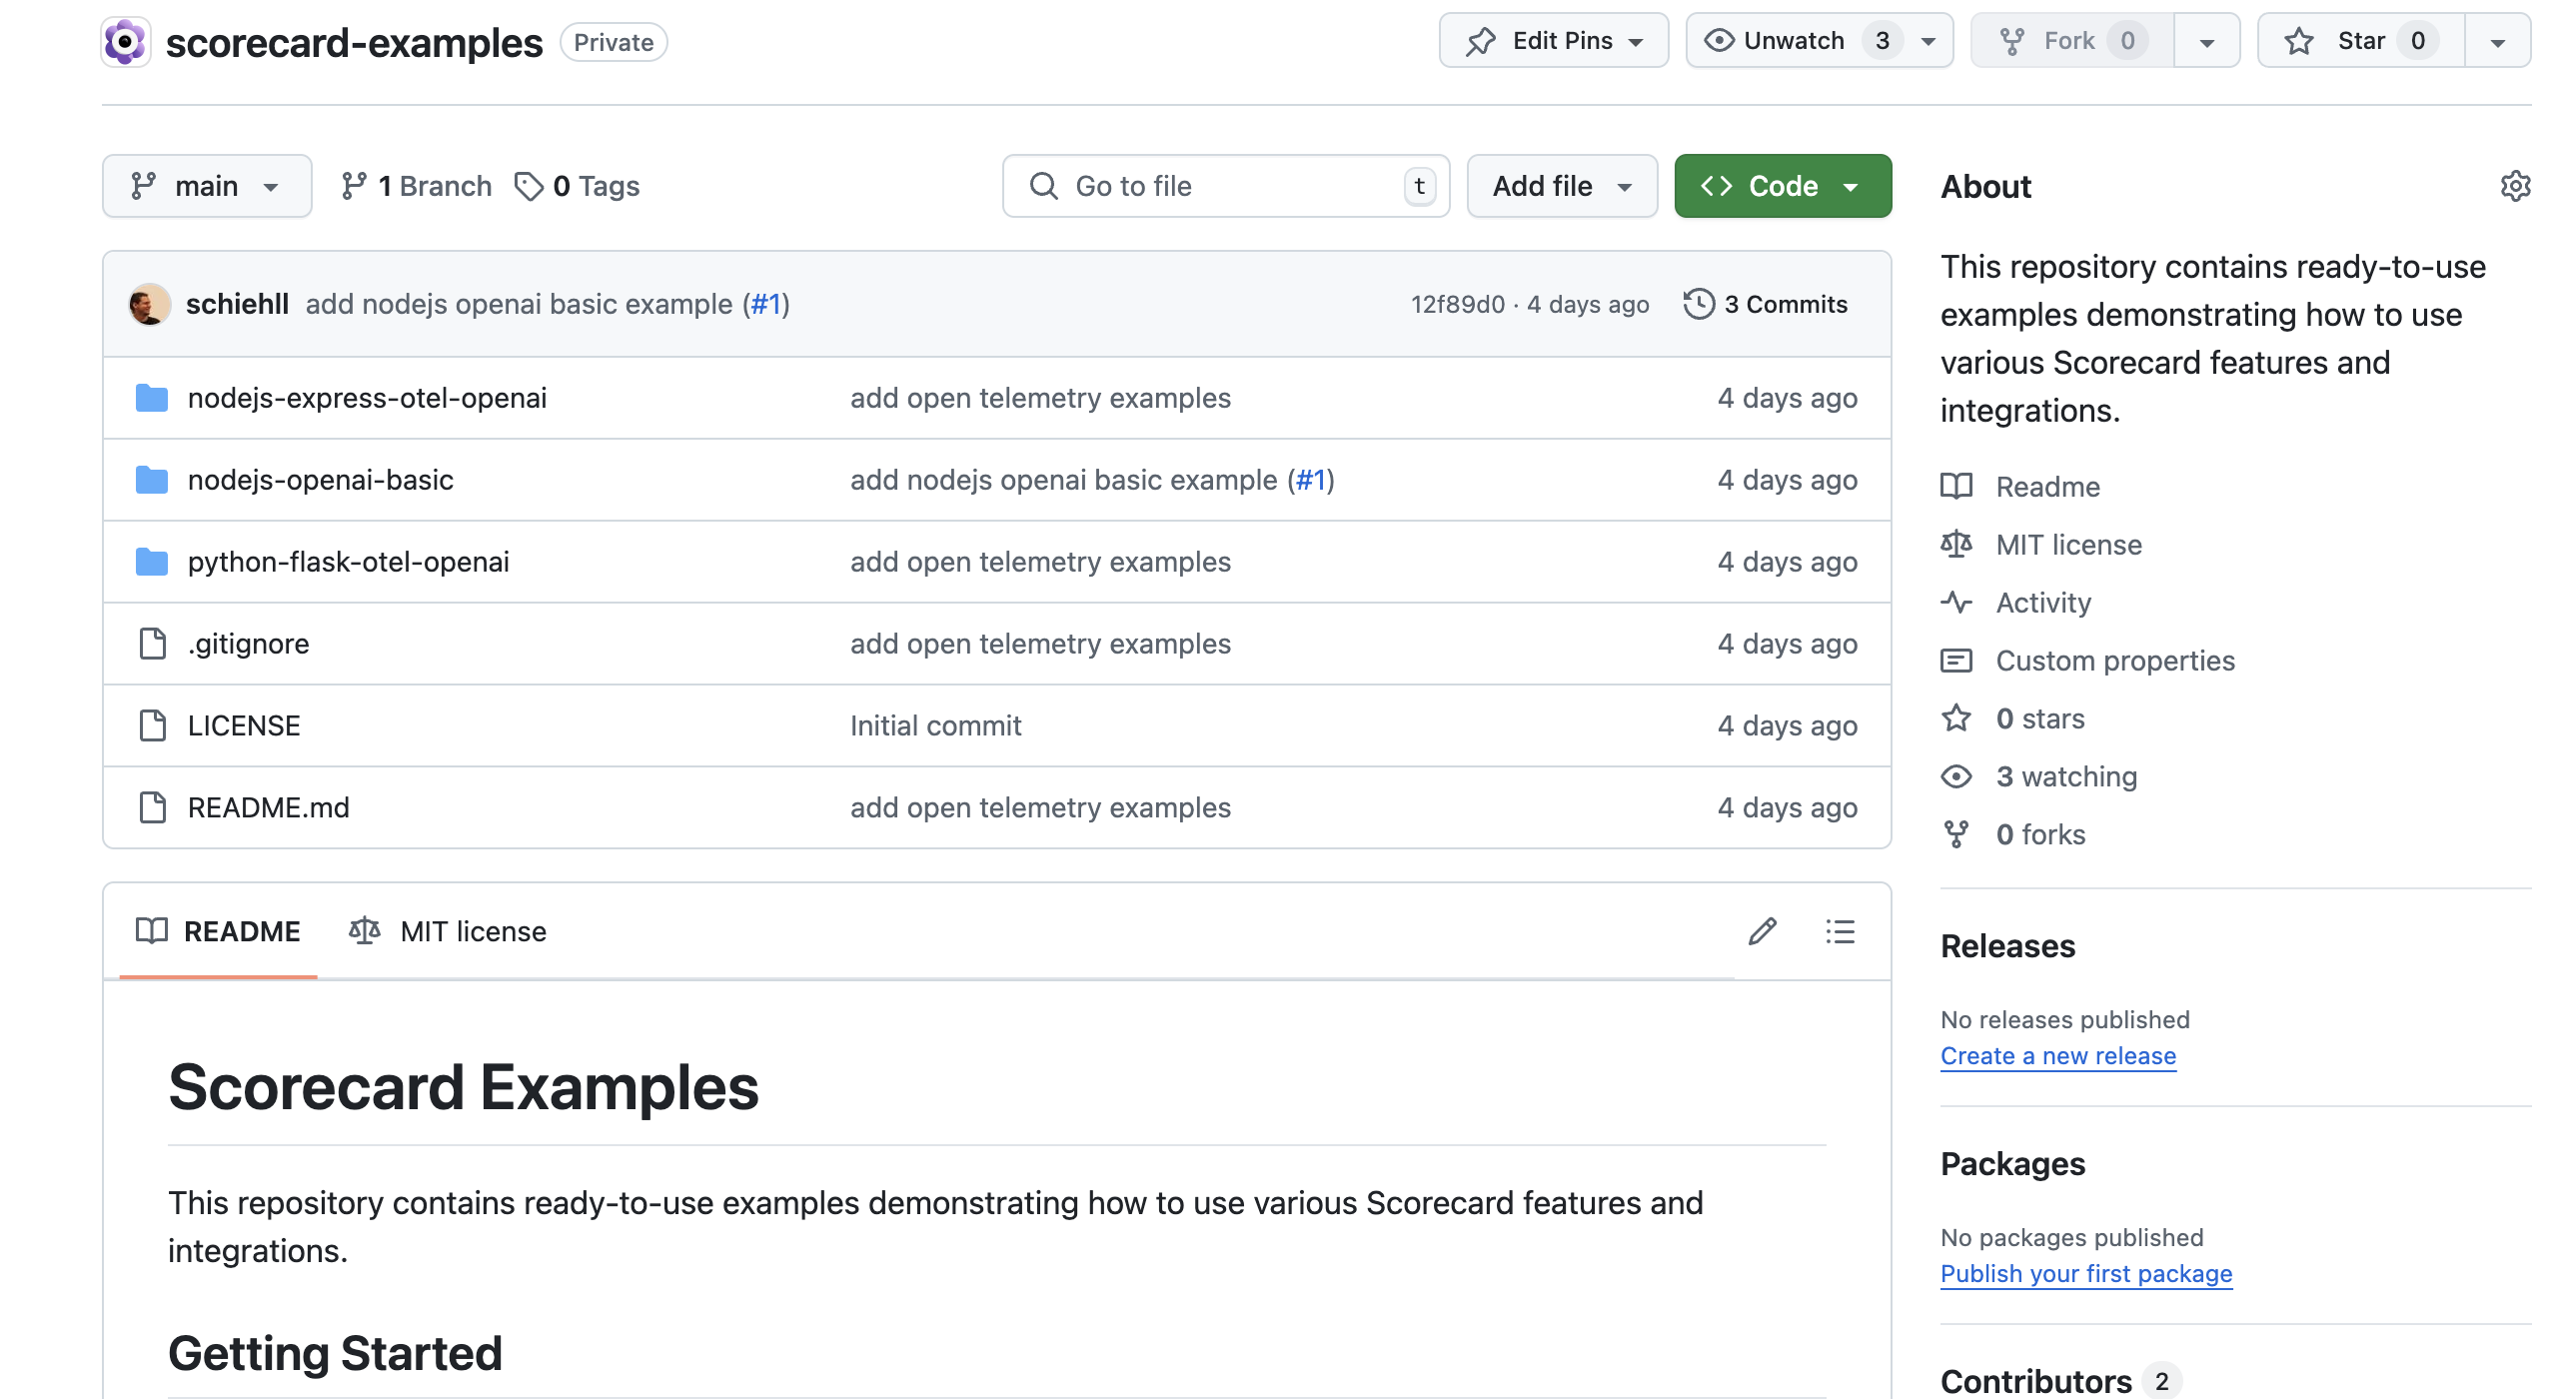 scorecard-examples Private Edit Pins Unwatch 3 Fork 0 Star 0
main 1 Branch 0 Tags Go to file t Add file Code
schiehll add nodejs openai basic example (#1) 12f89d0 · 4 days ago 3 Commits
nodejs-express-otel-openai add open telemetry examples 4 days ago
nodejs-openai-basic add nodejs openai basic example (#1) 4 days ago
python-flask-otel-openai add open telemetry examples 4 days ago
.gitignore add open telemetry examples 4 days ago
LICENSE Initial commit 4 days ago
README.md add open telemetry examples 4 days ago
README MIT license
Scorecard Examples
This repository contains ready-to-use examples demonstrating how to use various Scorecard features and
integrations.
Getting Started
About
This repository contains ready-to-use
examples demonstrating how to use
various Scorecard features and
integrations.
Readme
MIT license
Activity
Custom properties
0 stars
3 watching
0 forks
Releases
No releases published
Create a new release
Packages
No packages published
Publish your first package
Contributors 2